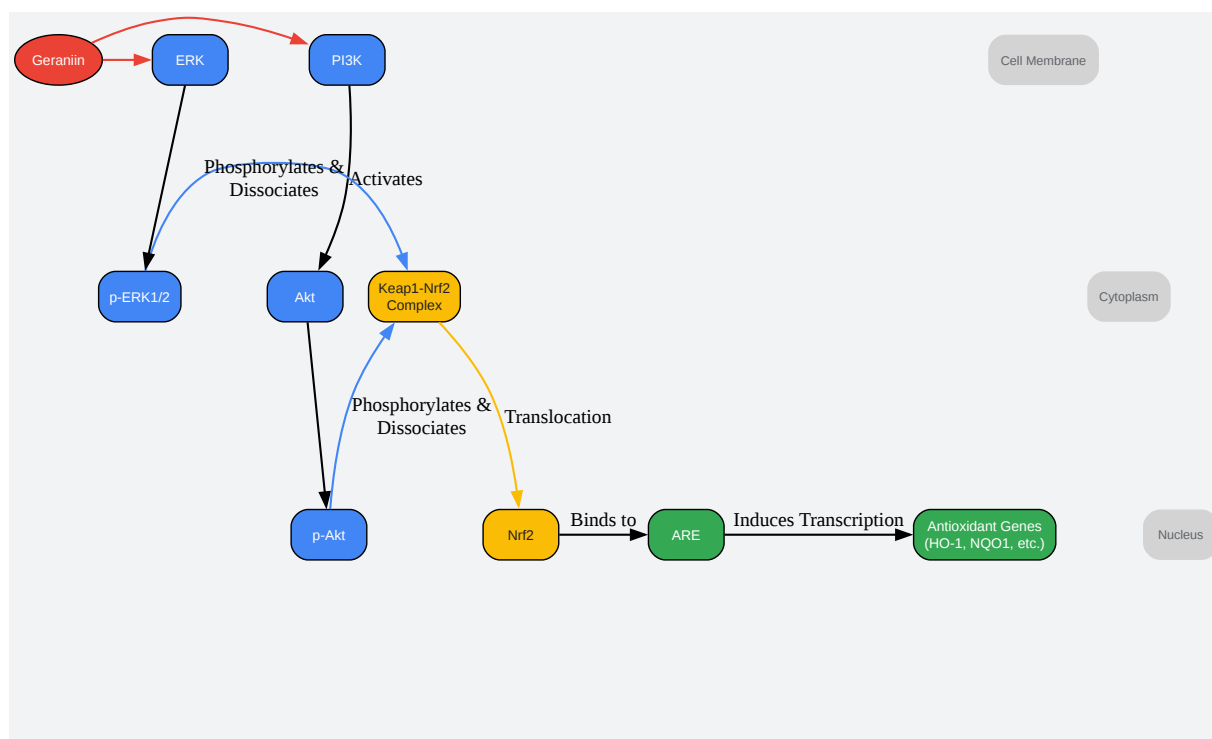 Geraniin
ERK
PI3K
Cell Membrane
Phosphorylates &
Dissociates
Activates
p-ERK1/2
Akt
Keap1-Nrf2
Complex
Cytoplasm
Phosphorylates &
Dissociates
Translocation
p-Akt
Nrf2
Binds to
ARE
Induces Transcription
Antioxidant Genes
(HO-1, NQO1, etc.)
Nucleus